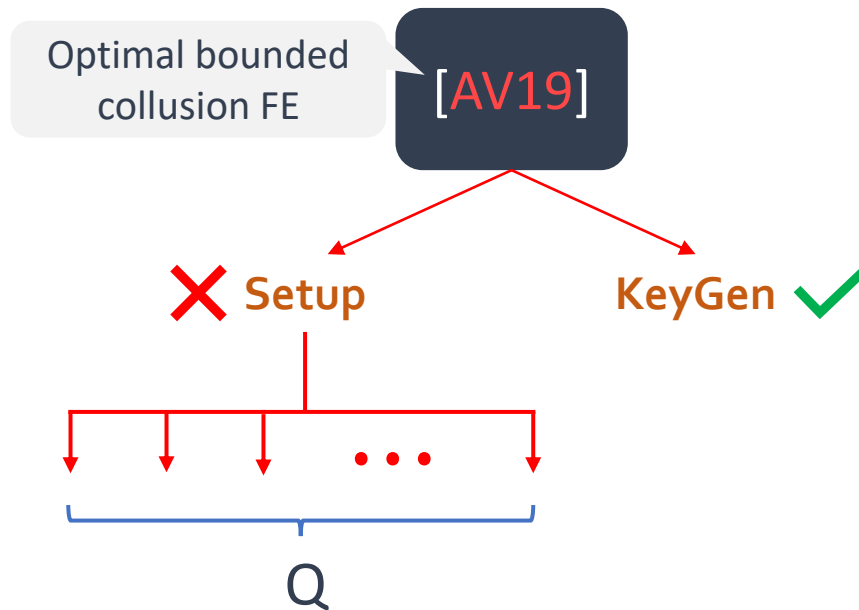 Optimal bounded
collusion FE
[AV19]
Setup
KeyGen
Q